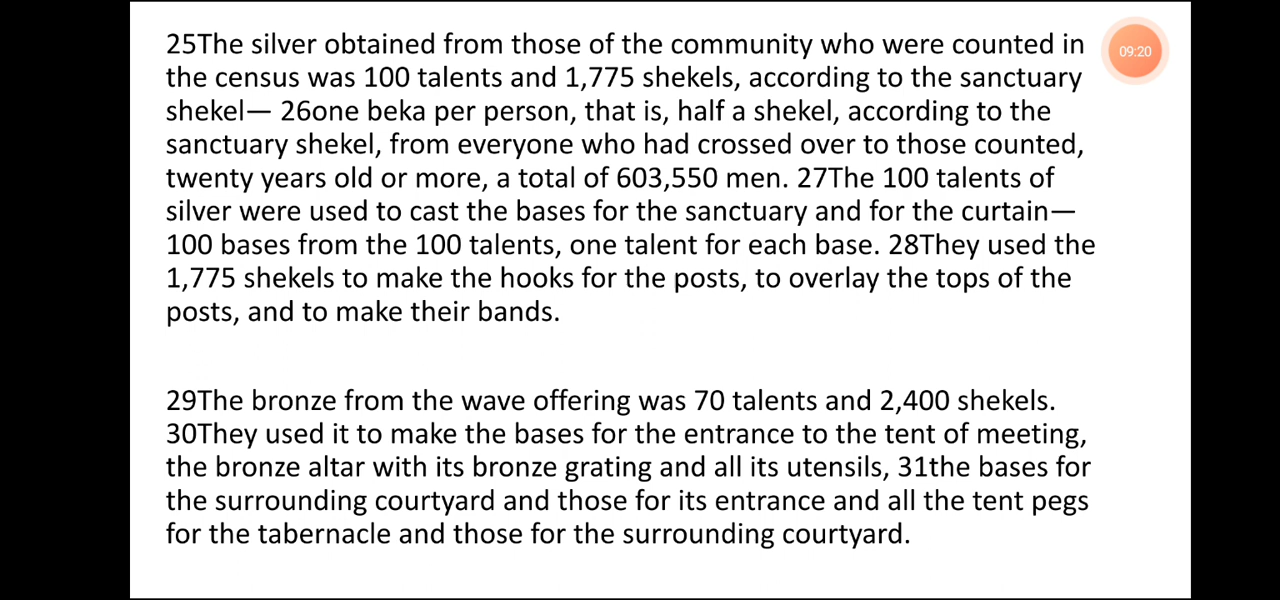 25The silver obtained from those of the community who were counted in
the census was 100 talents and 1,775 shekels, according to the sanctuary
shekel— 26one beka per person, that is, half a shekel, according to the
sanctuary shekel, from everyone who had crossed over to those counted,
twenty years old or more, a total of 603,550 men. 27The 100 talents of
silver were used to cast the bases for the sanctuary and for the curtain—
100 bases from the 100 talents, one talent for each base. 28They used the
1,775 shekels to make the hooks for the posts, to overlay the tops of the
posts, and to make their bands.
29The bronze from the wave offering was 70 talents and 2,400 shekels.
30They used it to make the bases for the entrance to the tent of meeting,
the bronze altar with its bronze grating and all its utensils, 31the bases for
the surrounding courtyard and those for its entrance and all the tent pegs
for the tabernacle and those for the surrounding courtyard.
09:20